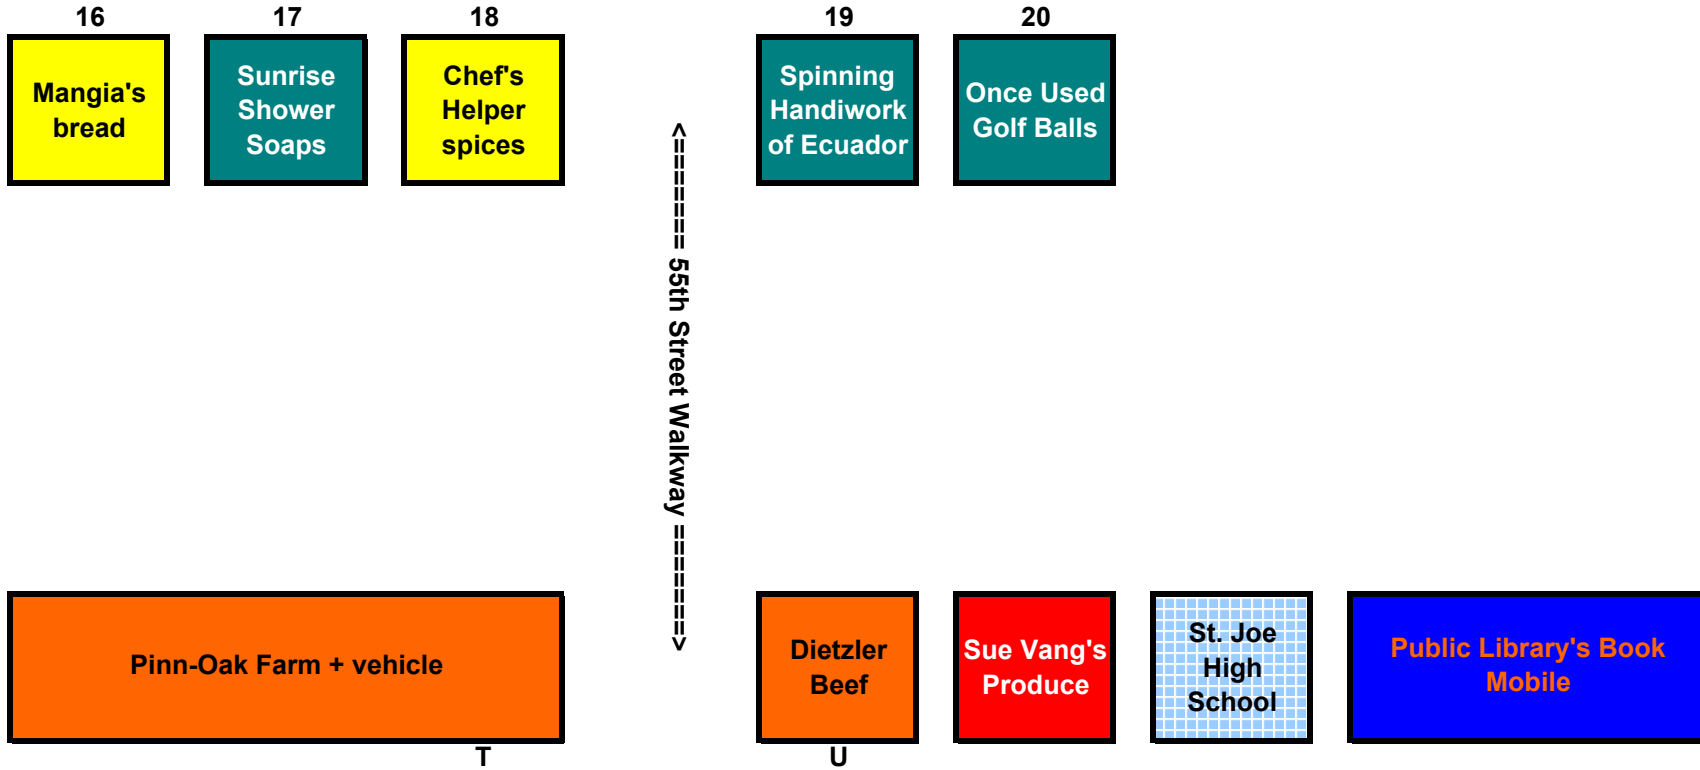 16
17
18
19
20
Mangia's
bread
Sunrise
Shower
Soaps
Chef's
Helper
spices
Spinning
Handiwork
of Ecuador
Once Used
Golf Balls
<======= 55th Street Walkway =======>
Pinn-Oak Farm + vehicle
Dietzler
Beef
Sue Vang's
Produce
St. Joe
High
School
Public Library's Book
Mobile
T
U